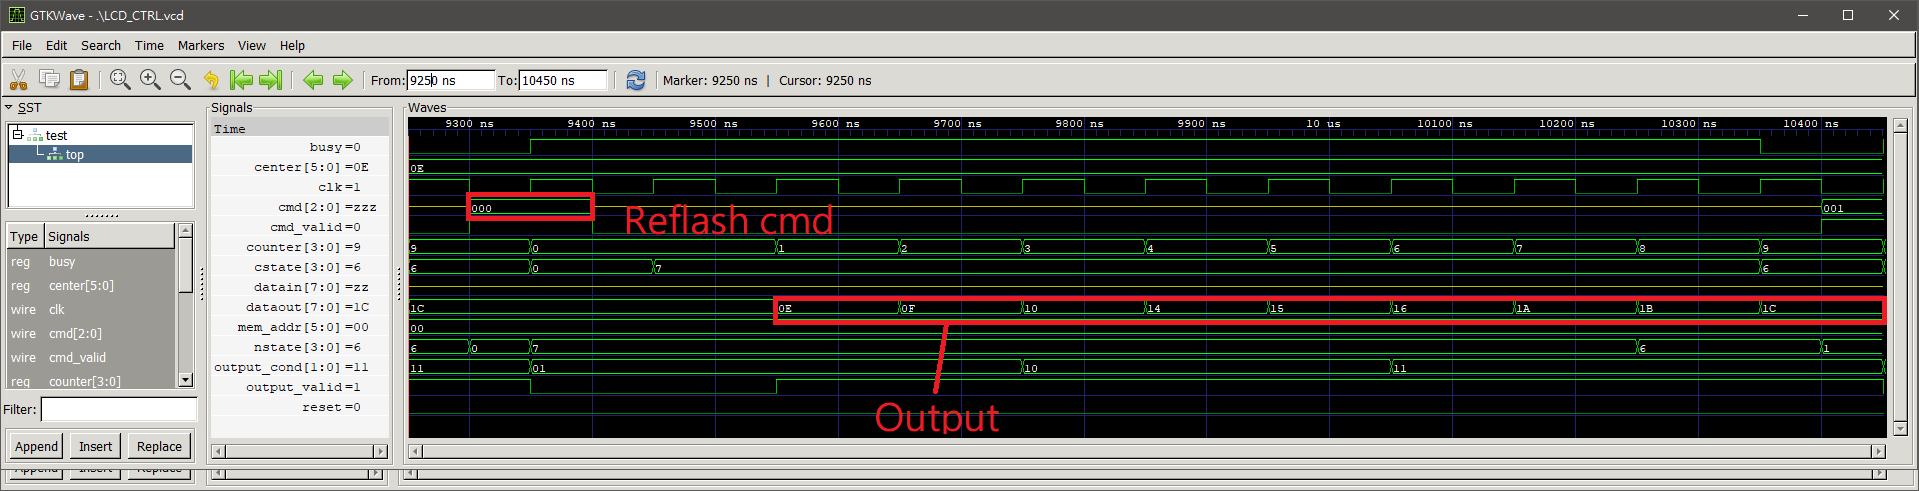 GTKWave - .\LCD_CTRL.vcd
File Edit Search Time Markers View Help
From: 9250 ns To: 10450 ns Marker: 9250 ns | Cursor: 9250 ns
SST
test
top
Type Signals
reg busy
reg center[5:0]
wire clk
wire cmd[2:0]
wire cmd_valid
reg counter[3:0]
Filter:
Append Insert Replace
Append Insert Replace
Signals
Time
busy=0
center[5:0]=0E
clk=1
cmd[2:0]=zzz
cmd_valid=0
counter[3:0]=9
cstate[3:0]=6
datain[7:0]=zz
dataout[7:0]=1C
mem_addr[5:0]=00
nstate[3:0]=6
output_cond[1:0]=11
output_valid=1
reset=0
Waves
9300 ns 9400 ns 9500 ns 9600 ns 9700 ns 9800 ns 9900 ns 10 us 10100 ns 10200 ns 10300 ns 10400 ns
0E
000 001
Reflash cmd
9 0 1 2 3 4 5 6 7 8 9
6 0 7 6
1C 0E 0F 10 14 15 16 1A 1B 1C
00
6 0 7 6 1
11 01 10 11
Output